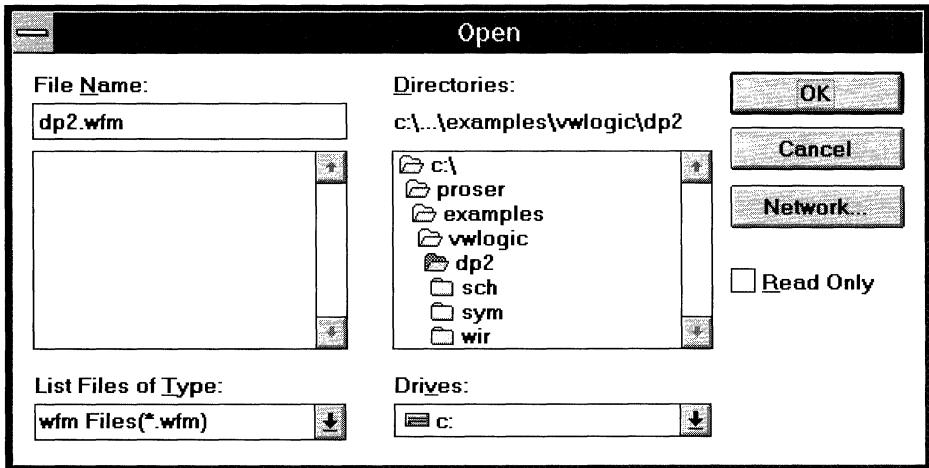 Open
File Name:
dp2.wfm
List Files of Type:
wfm Files(*.wfm)
Directories:
c:\...\examples\vwlogic\dp2
c:\
proser
examples
vwlogic
dp2
sch
sym
wir
Drives:
c:
OK
Cancel
Network...
Read Only